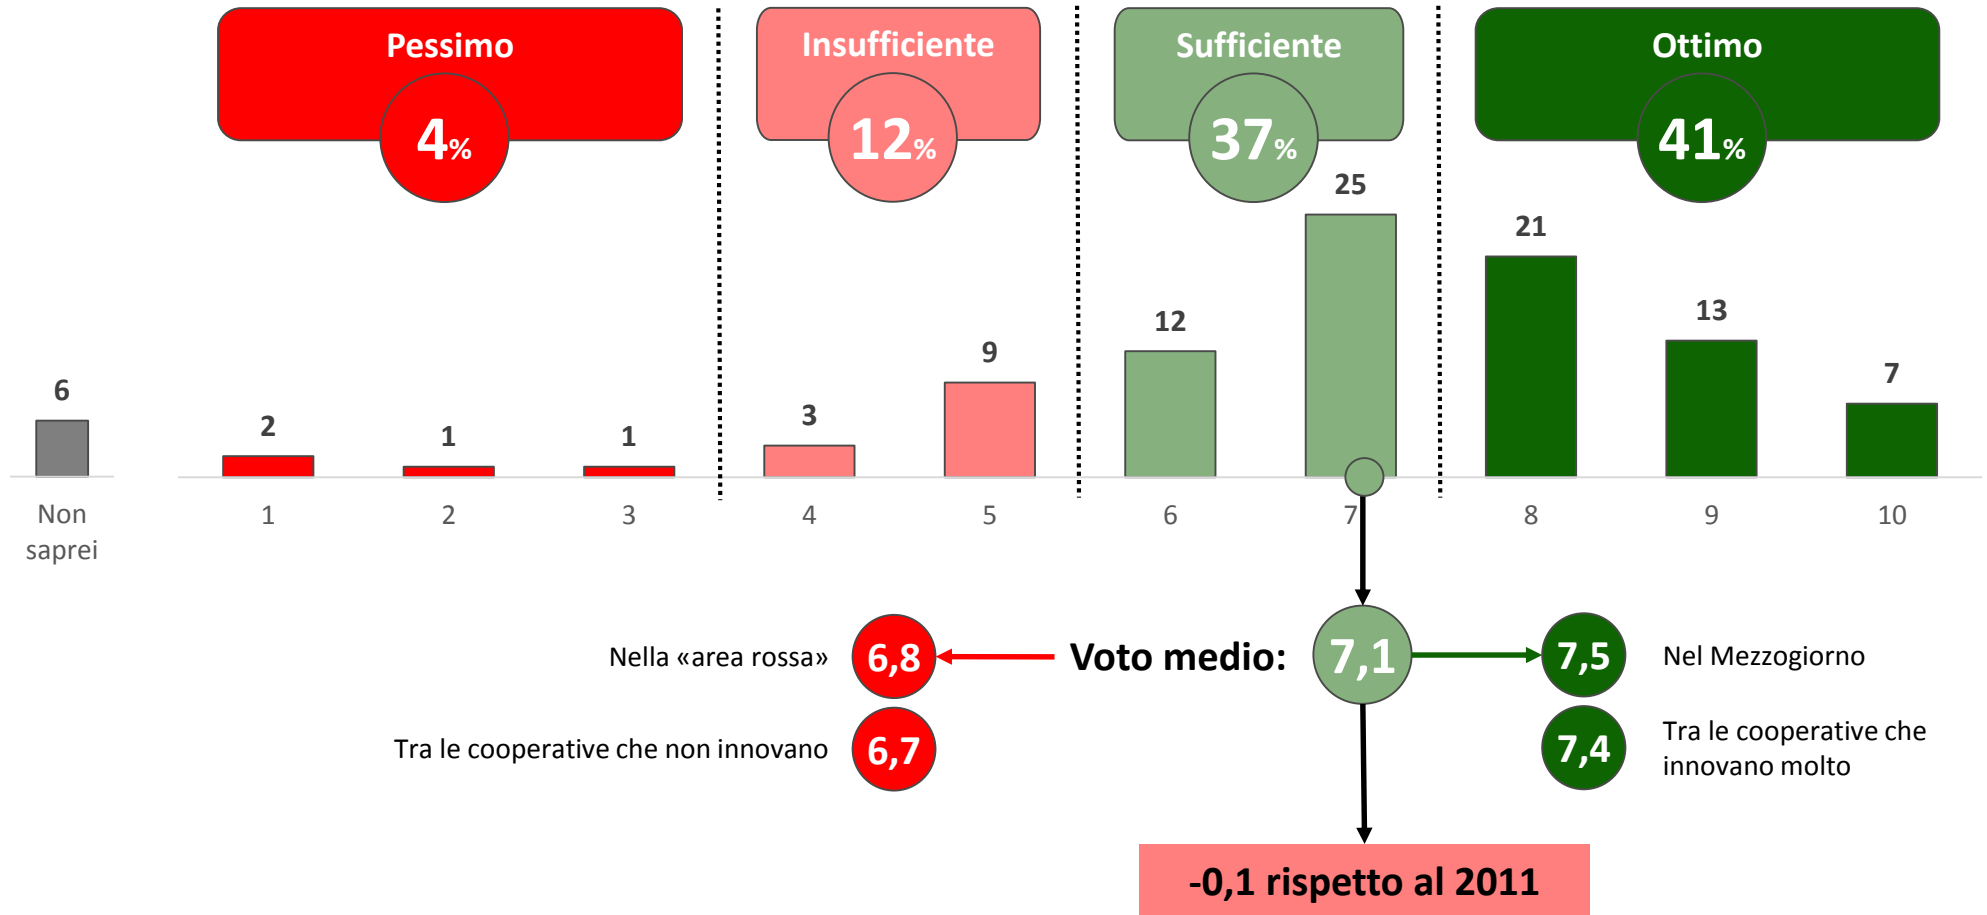 Pessimo
4%
Insufficiente
12%
Sufficiente
37%
Ottimo
41%
6
2
1
1
3
9
12
25
21
13
7
Non
saprei
1
2
3
4
5
6
7
8
9
10
Nella «area rossa»
6,8
Voto medio:
7,1
7,5
Nel Mezzogiorno
Tra le cooperative che non innovano
6,7
7,4
Tra le cooperative che
innovano molto
-0,1 rispetto al 2011